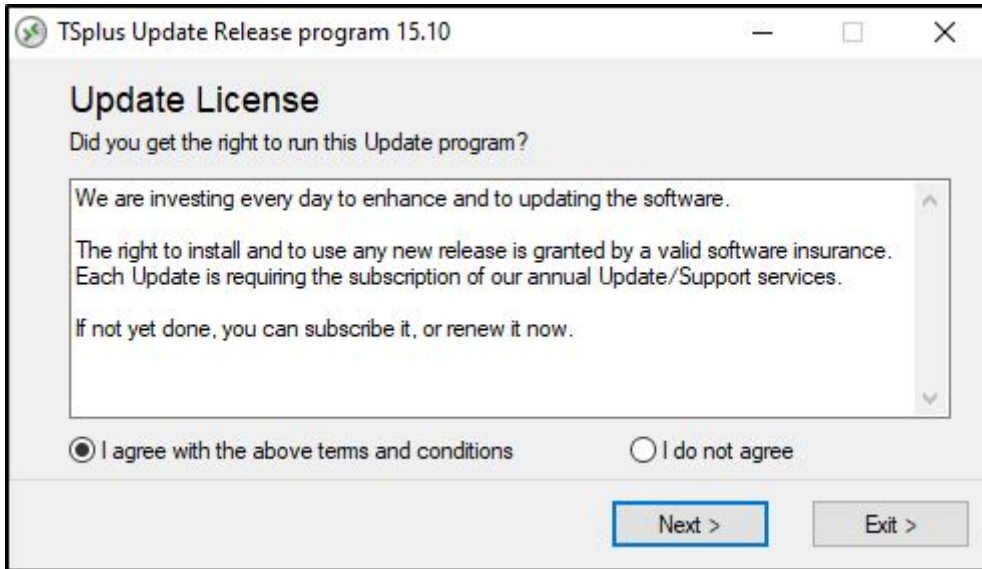 TSplus Update Release program 15.10
Update License
Did you get the right to run this Update program?
We are investing every day to enhance and to updating the software.
The right to install and to use any new release is granted by a valid software insurance.
Each Update is requiring the subscription of our annual Update/Support services.
If not yet done, you can subscribe it, or renew it now.
I agree with the above terms and conditions
I do not agree
Next >
Exit >